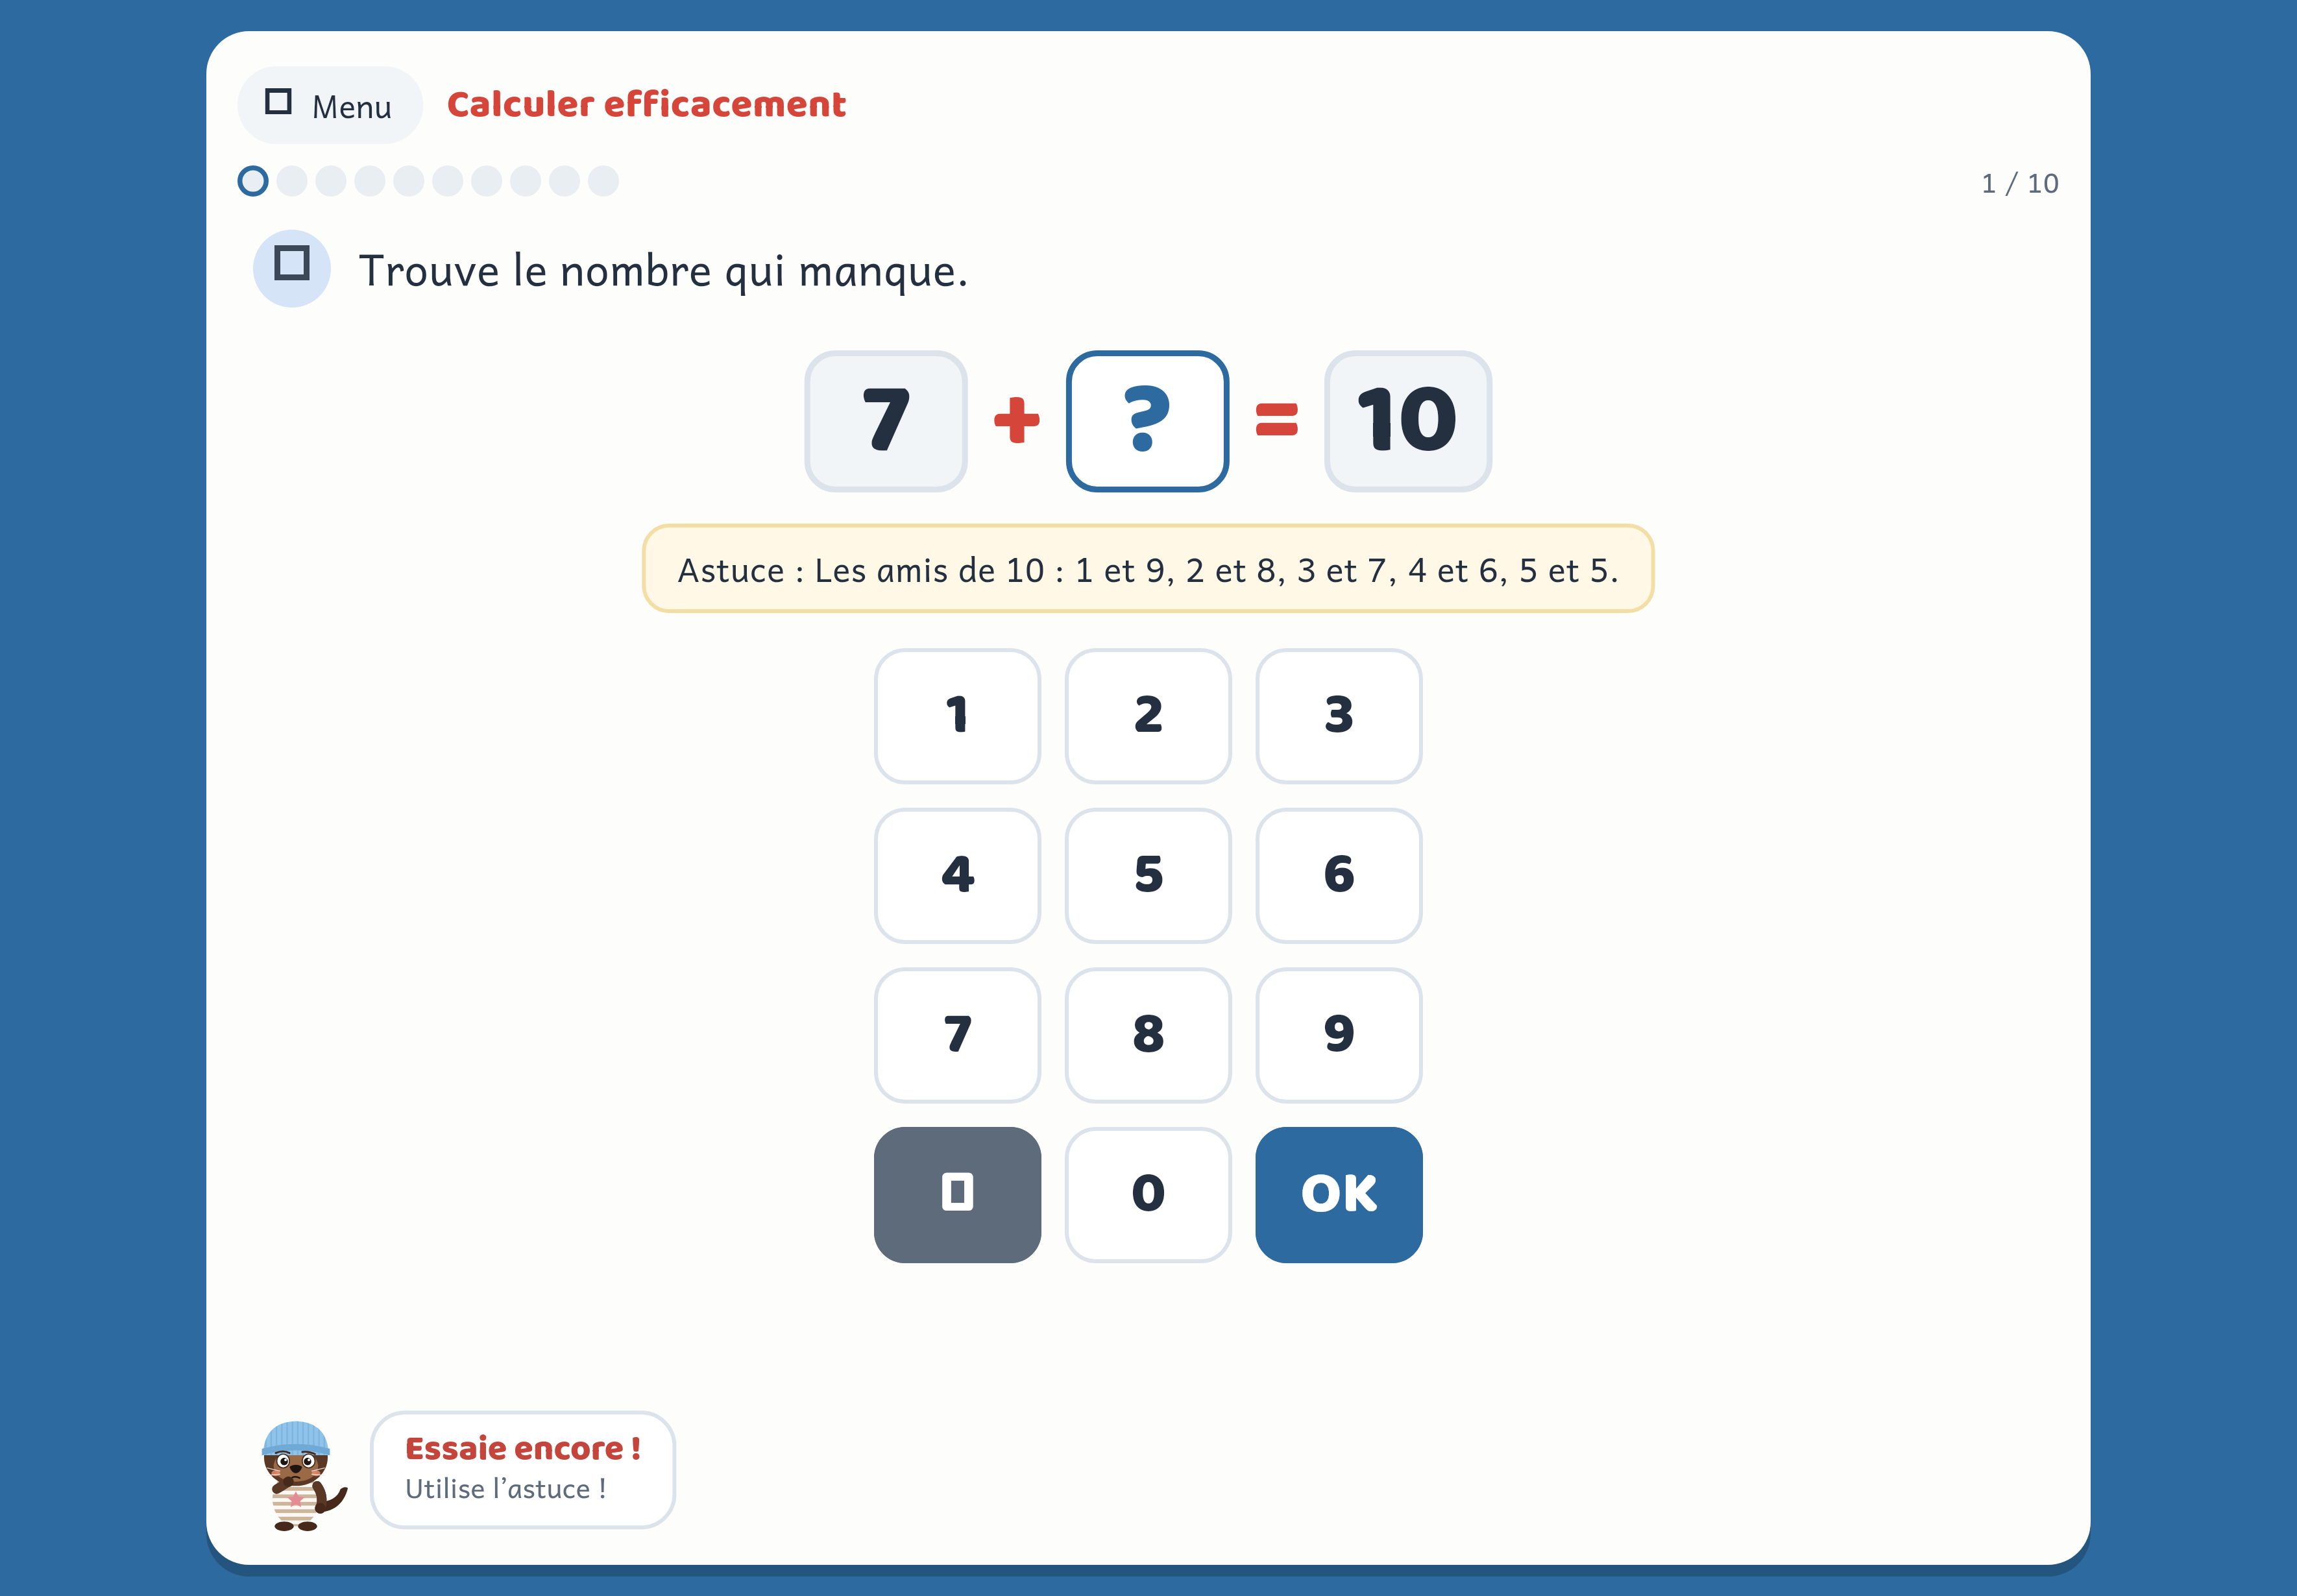 Menu
Calculer efficacement
1 / 10
Trouve le nombre qui manque.
7 + ? = 10
Astuce : Les amis de 10 : 1 et 9, 2 et 8, 3 et 7, 4 et 6, 5 et 5.
1 2 3
4 5 6
7 8 9
0 OK
Essaie encore !
Utilise l’astuce !